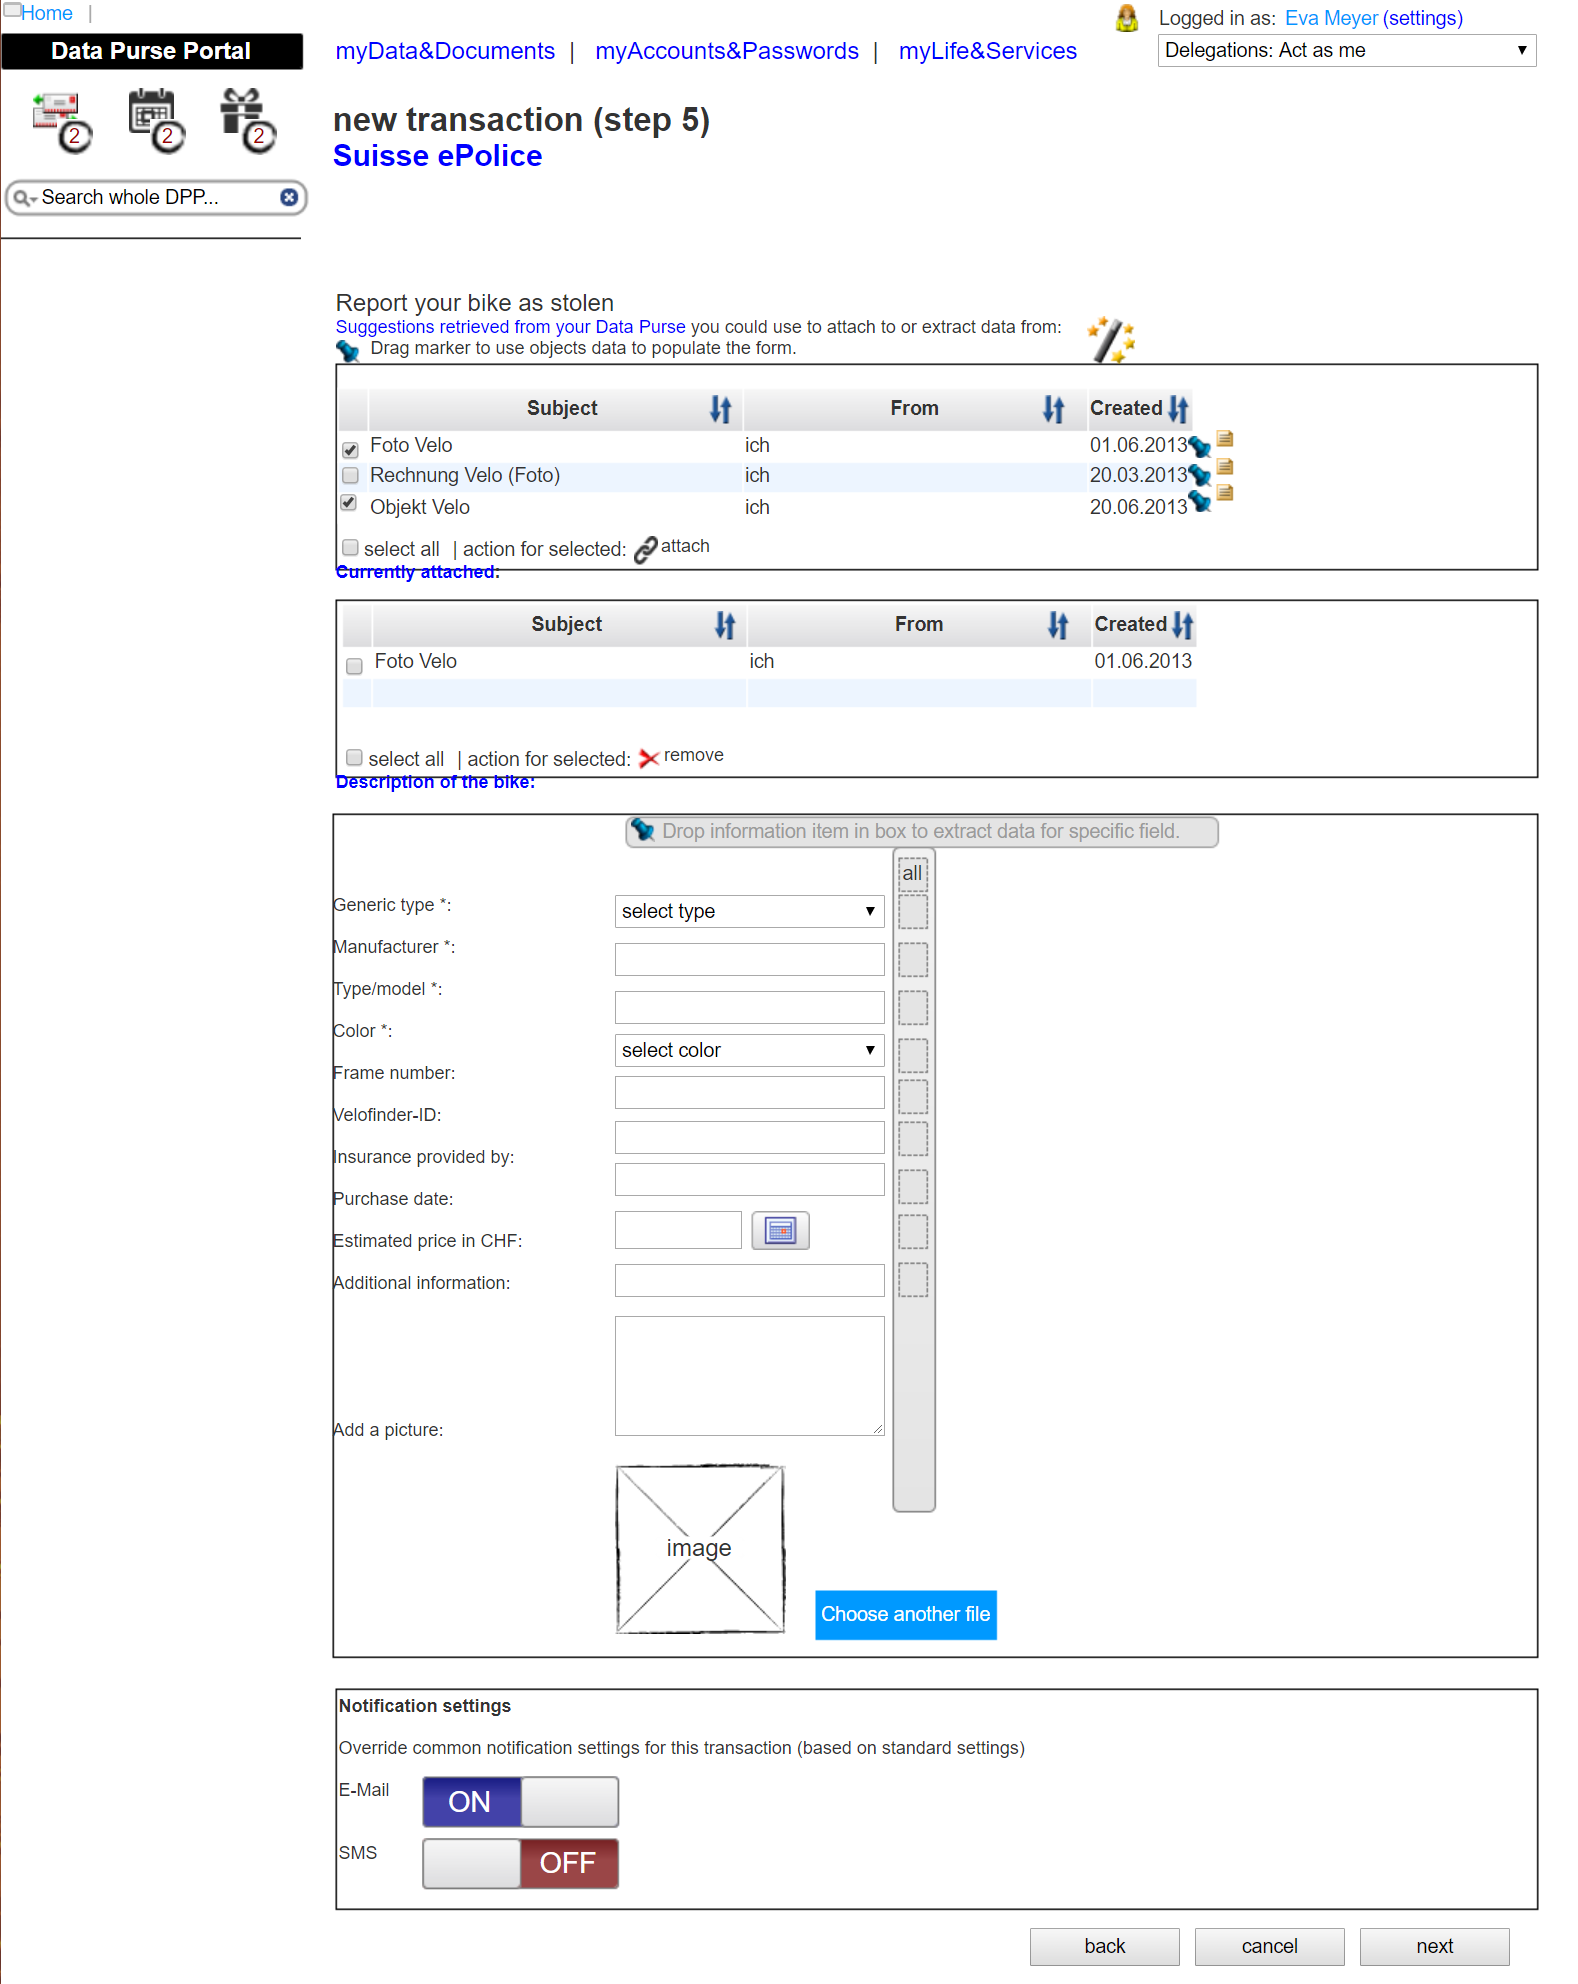 Home |
Logged in as: Eva Meyer (settings)
Data Purse Portal
myData&Documents | myAccounts&Passwords | myLife&Services
Delegations: Act as me
2 2 2
new transaction (step 5)
Suisse ePolice
Search whole DPP...
Report your bike as stolen
Suggestions retrieved from your Data Purse you could use to attach to or extract data from:
Drag marker to use objects data to populate the form.
Subject From Created
Foto Velo ich 01.06.2013
Rechnung Velo (Foto) ich 20.03.2013
Objekt Velo ich 20.06.2013
select all | action for selected: attach
Currently attached:
Subject From Created
Foto Velo ich 01.06.2013
select all | action for selected: remove
Description of the bike:
Drop information item in box to extract data for specific field.
all
Generic type *: select type
Manufacturer *:
Type/model *:
Color *: select color
Frame number:
Velofinder-ID:
Insurance provided by:
Purchase date:
Estimated price in CHF:
Additional information:
Add a picture:
image
Choose another file
Notification settings
Override common notification settings for this transaction (based on standard settings)
E-Mail ON
SMS OFF
back cancel next